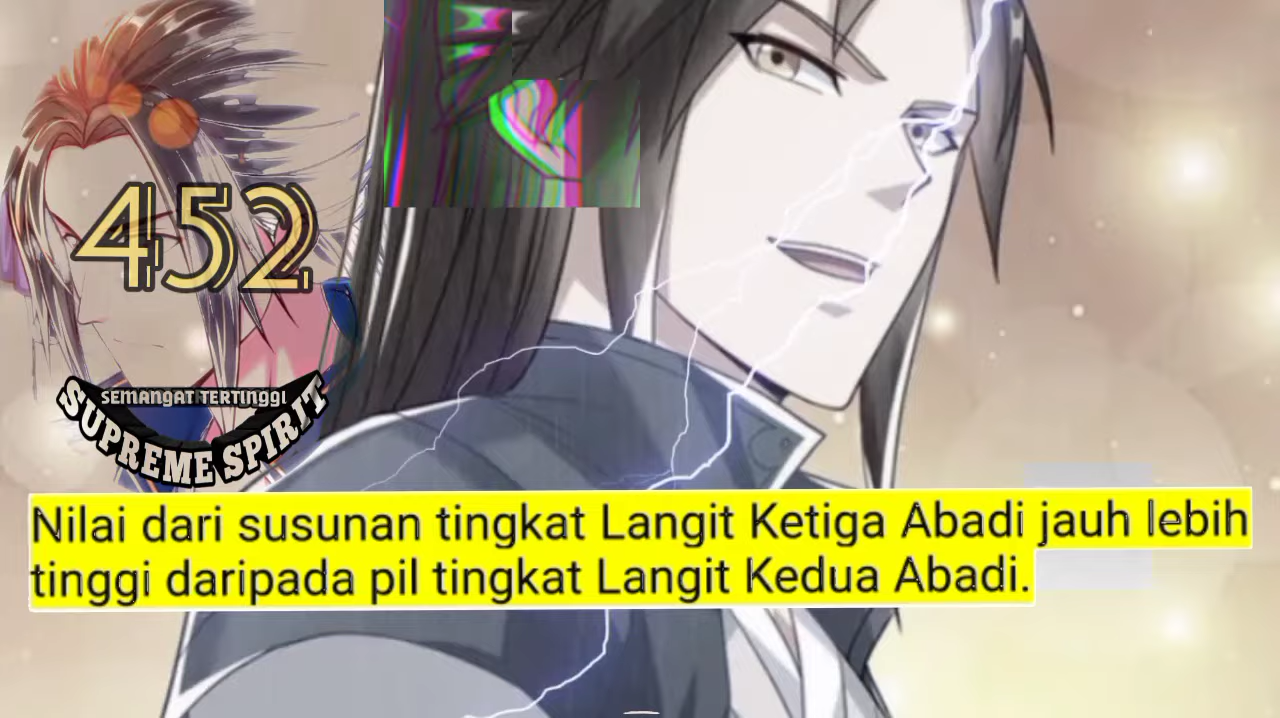 452
SEMANGAT TERTINGGI
SUPREME SPIRIT
Nilai dari susunan tingkat Langit Ketiga Abadi jauh lebih
tinggi daripada pil tingkat Langit Kedua Abadi.